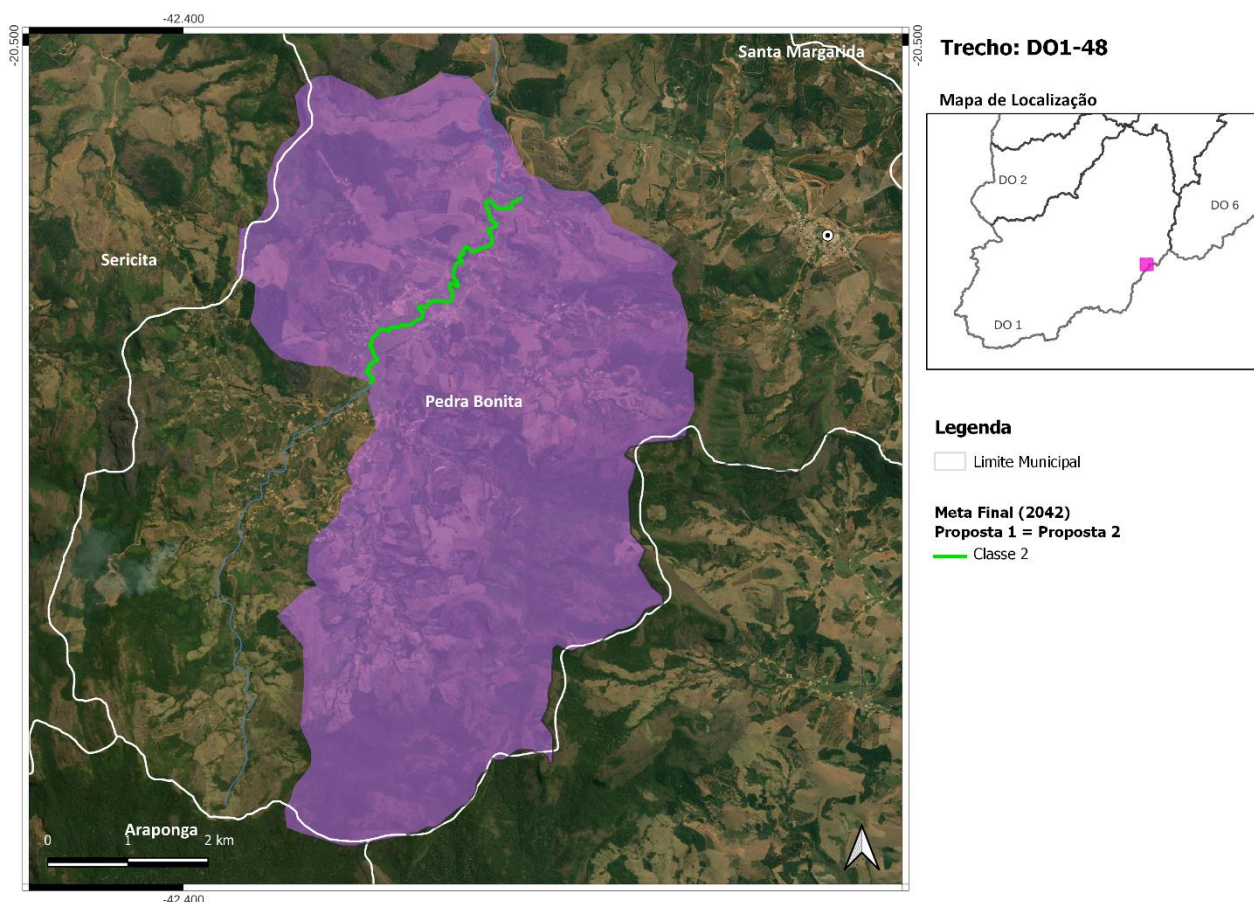 -42.400
-20.500
-20.500
Santa Margarida
Sericita
Pedra Bonita
Araponga
0 1 2 km
-42.400
Trecho: DO1-48
Mapa de Localização
DO 2
DO 6
DO 1
Legenda
Limite Municipal
Meta Final (2042)
Proposta 1 = Proposta 2
Classe 2